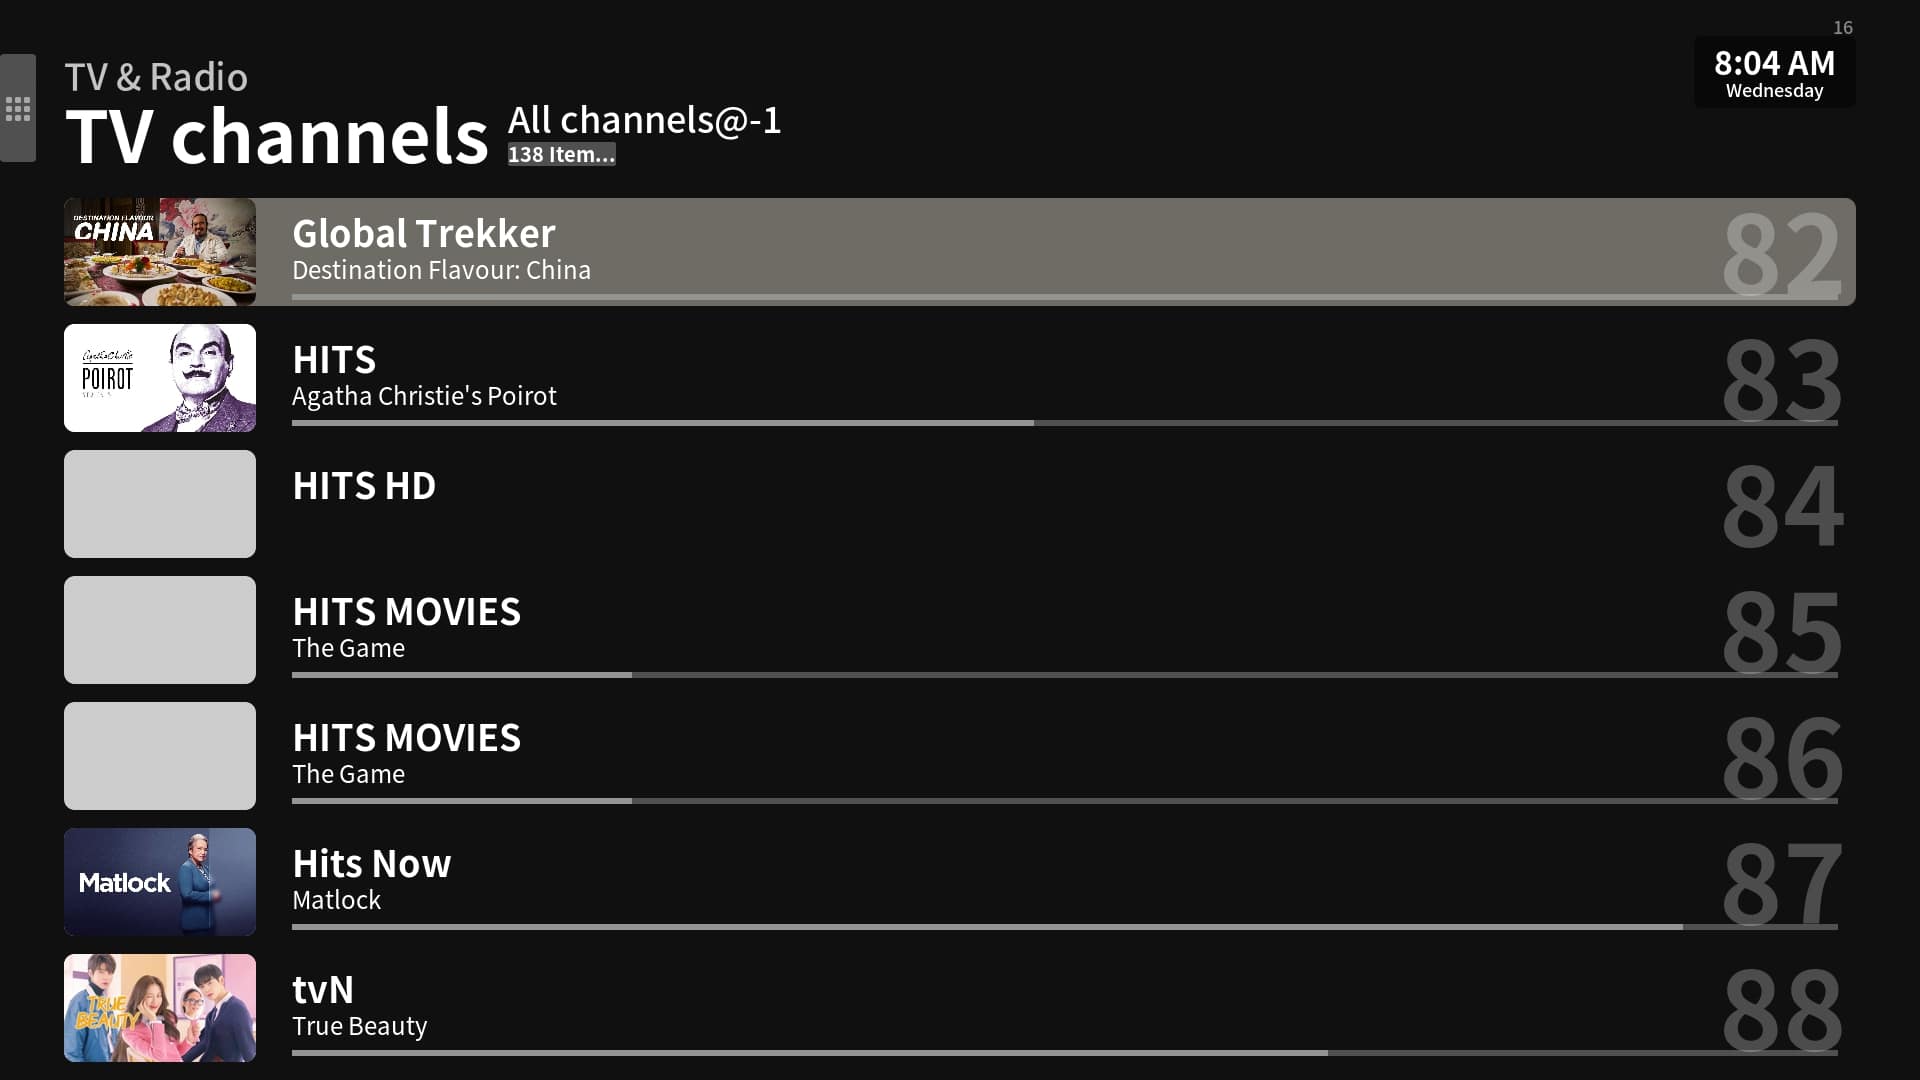 16
8:04 AM
Wednesday
TV & Radio
TV channels
All channels@-1
138 Item...
DESTINATION FLAVOUR
CHINA
Global Trekker
Destination Flavour: China
82
Agatha Christie
POIROT
HITS
Agatha Christie's Poirot
83
HITS HD
84
HITS MOVIES
The Game
85
HITS MOVIES
The Game
86
Matlock
Hits Now
Matlock
87
TRUE
BEAUTY
tvN
True Beauty
88